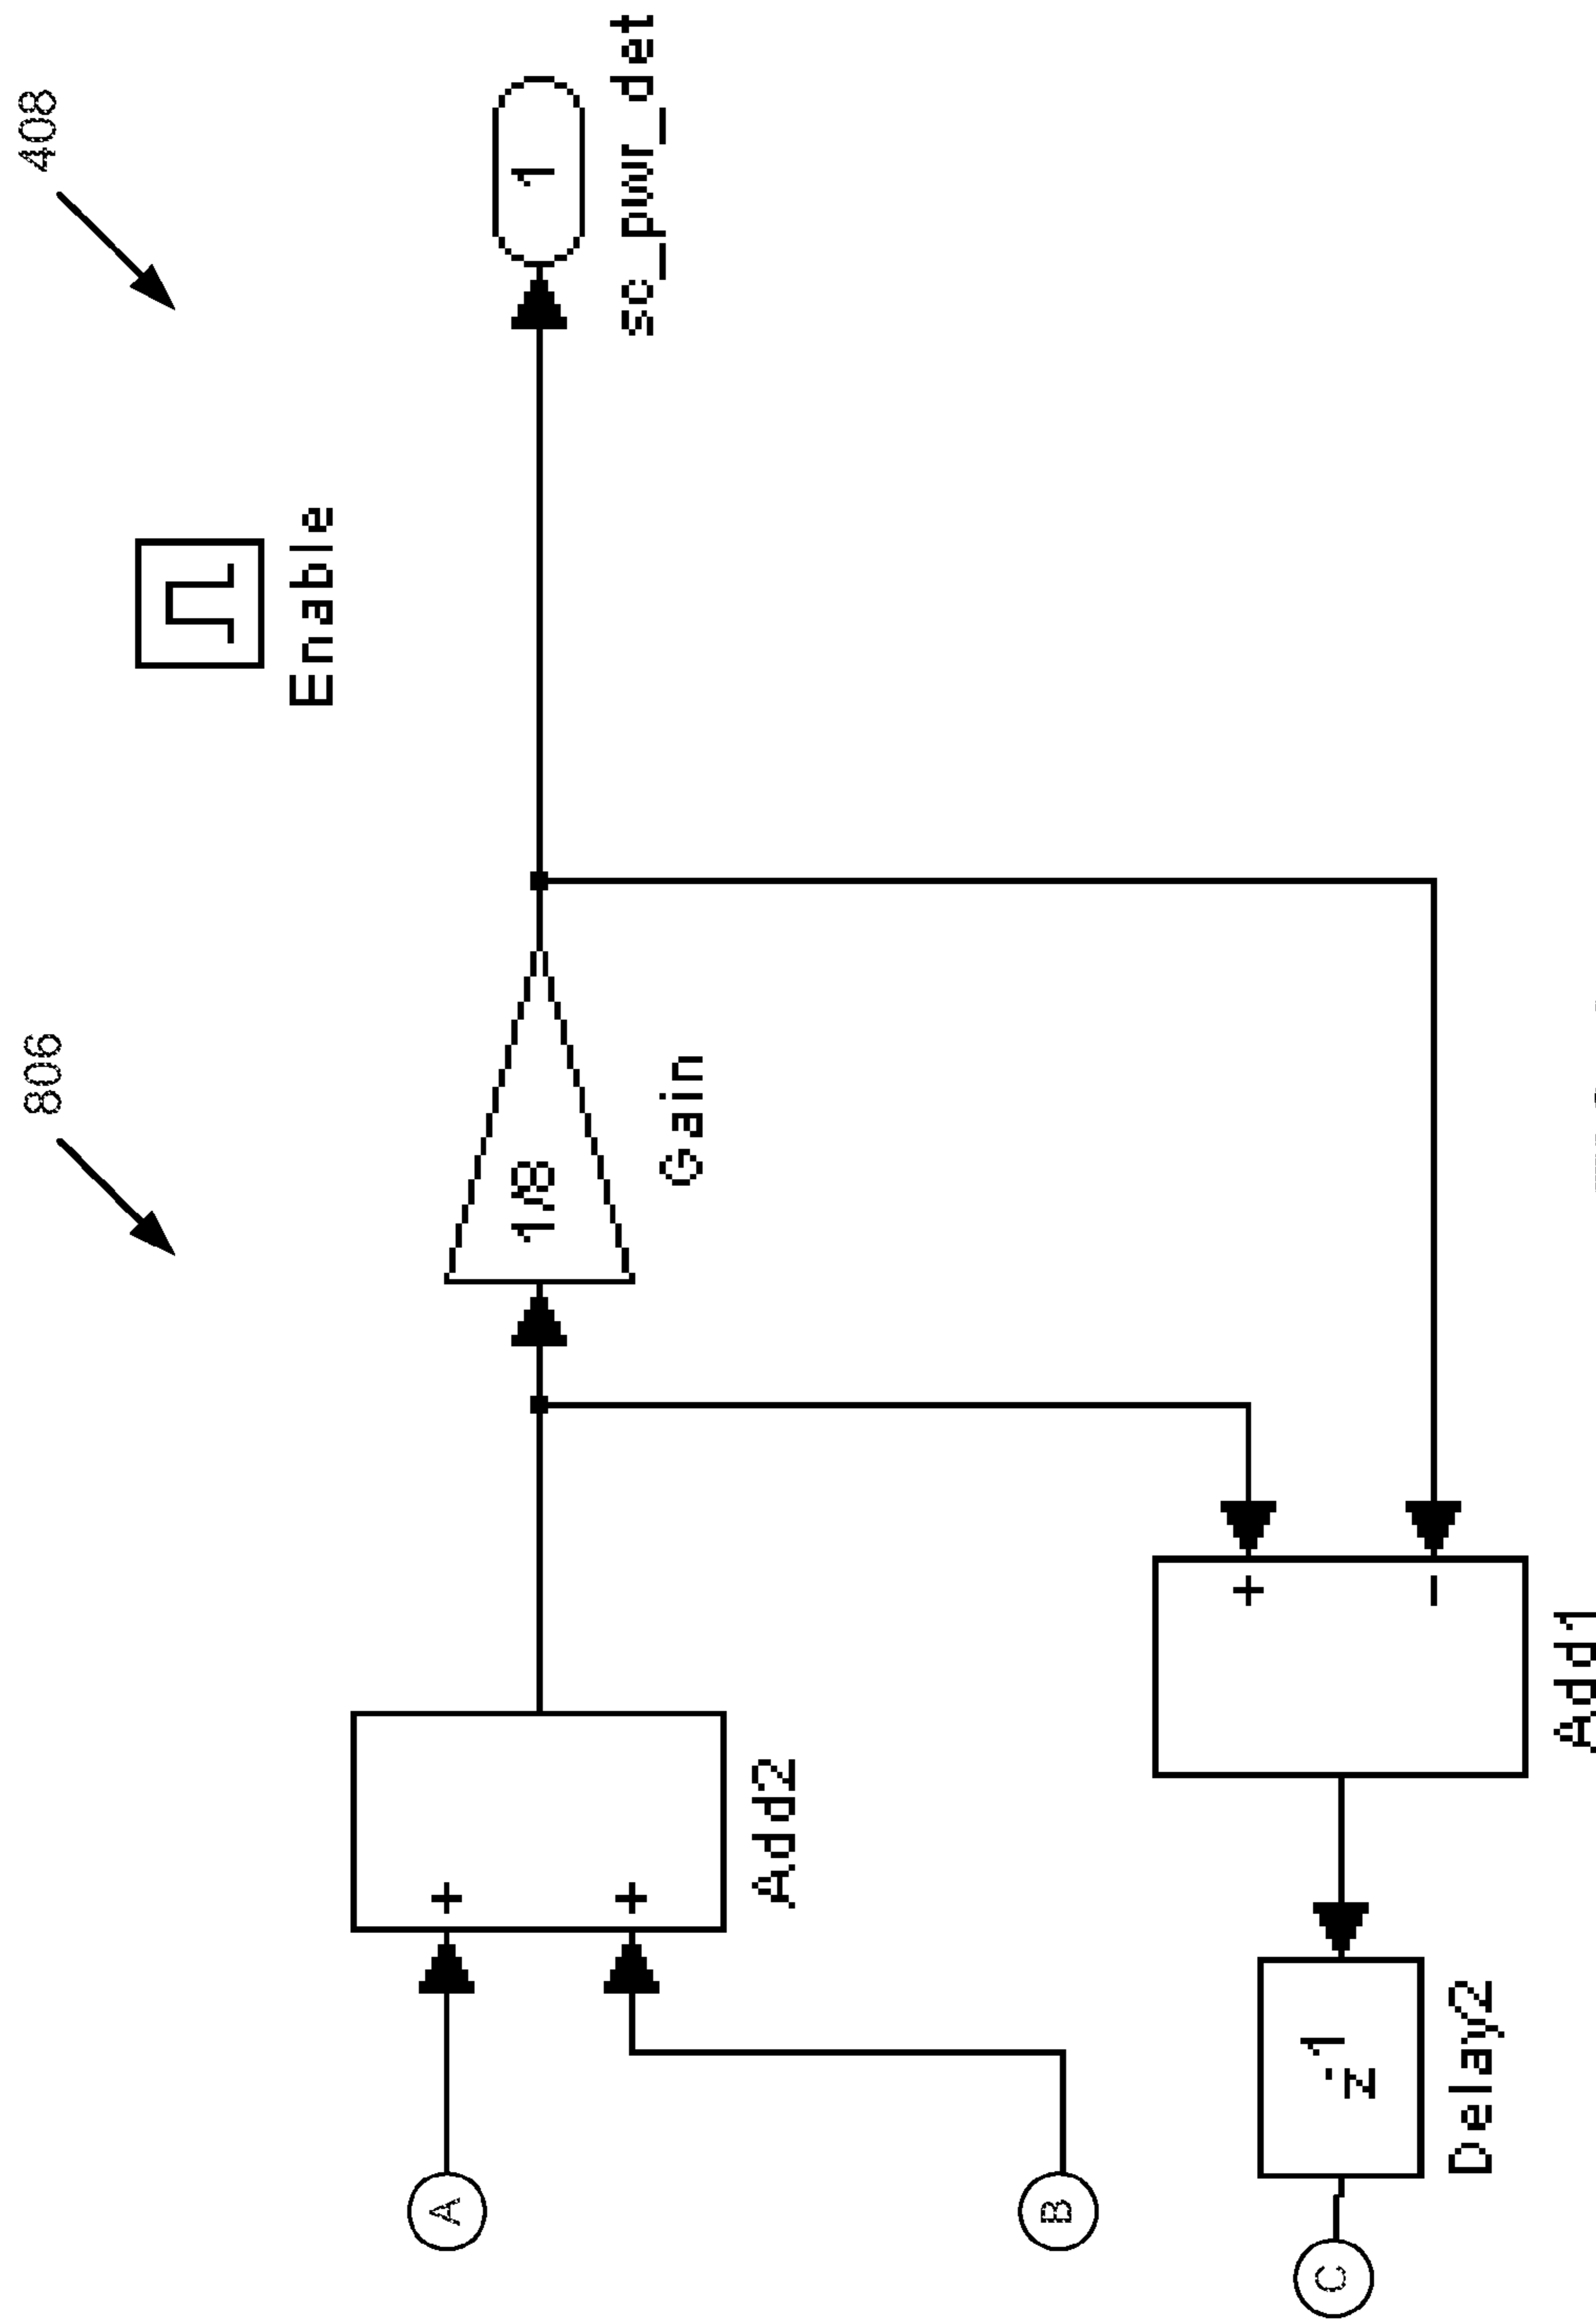 408
806
Enable
1
sc_pwr_det
1/8
Gain
A
+
+
Add2
B
+
−
Add1
z-1
Delay2
C